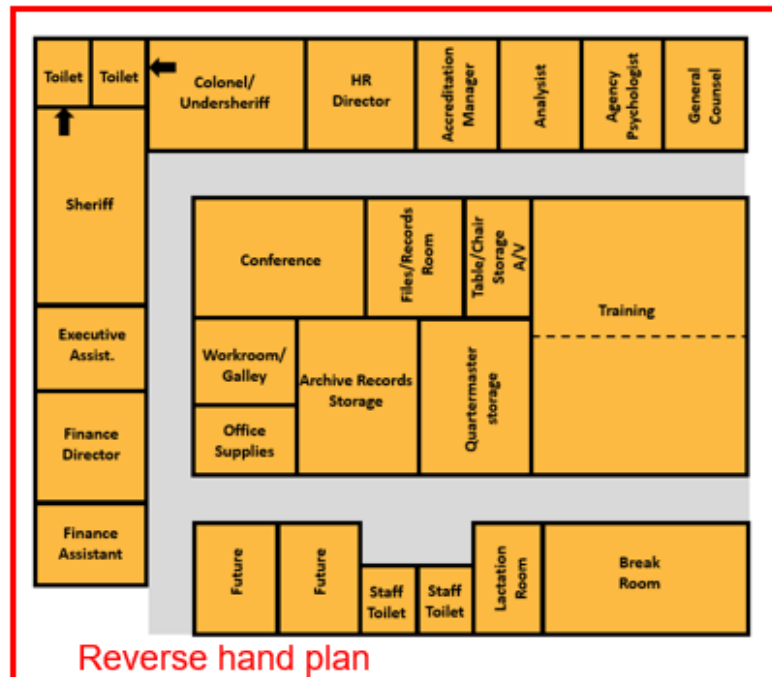 Toilet
Toilet
Colonel/
Undersheriff
HR
Director
Accreditation
Manager
Analysist
Agency
Psychologist
General
Counsel
Sheriff
Conference
Files/Records
Room
Table/Chair
Storage
A/V
Training
Executive
Assist.
Workroom/
Galley
Archive Records
Storage
Quartermaster
storage
Finance
Director
Office
Supplies
Finance
Assistant
Future
Future
Staff
Toilet
Staff
Toilet
Lactation
Room
Break
Room
Reverse hand plan